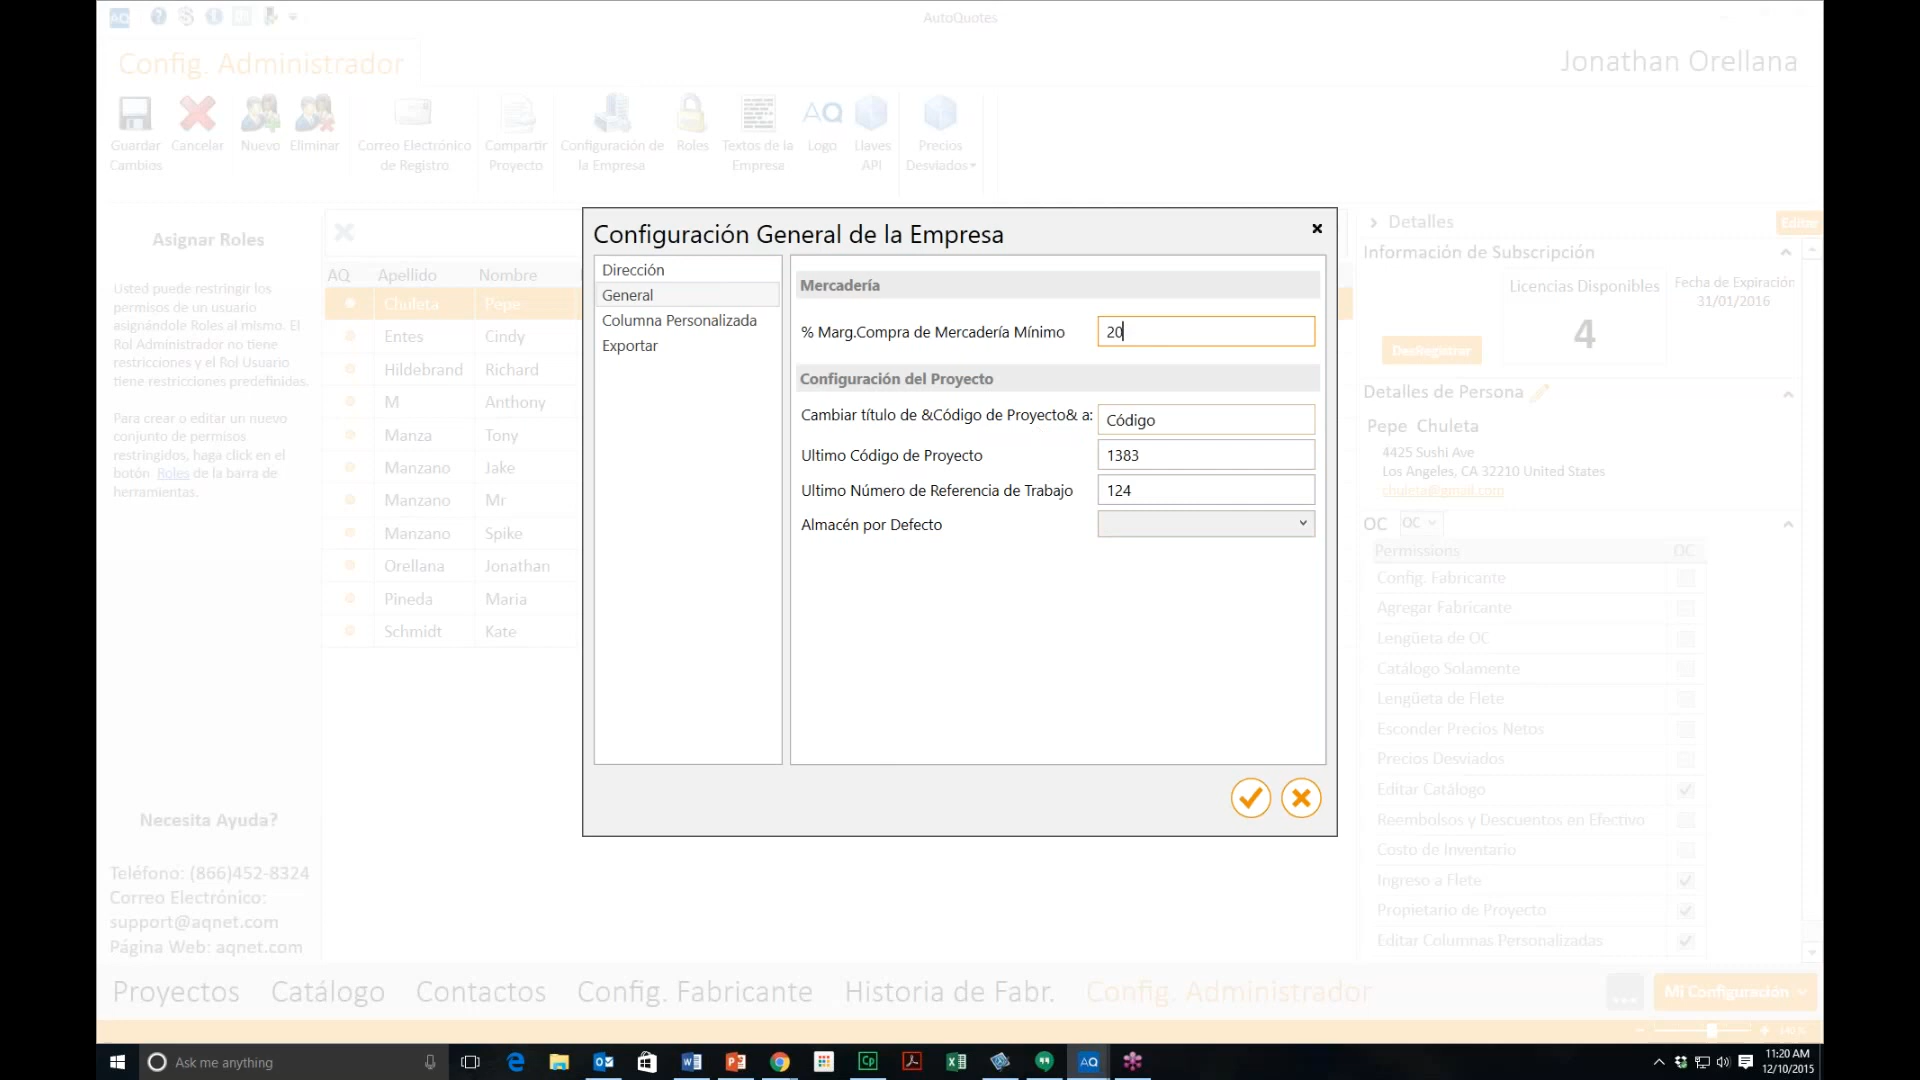 AutoQuotes
Config. Administrador
Jonathan Orellana
Guardar Cambios
Cancelar
Nuevo
Eliminar
Correo Electrónico de Registro
Compartir Proyecto
Configuración de la Empresa
Roles
Textos de la Empresa
AQ
Logo
Llaves API
Precios Desviados
Asignar Roles
Usted puede restringir los
permisos de un usuario
asignándole Roles al mismo. El
Rol Administrador no tiene
restricciones y el Rol Usuario
tiene restricciones predefinidas.
Para crear o editar un nuevo
conjunto de permisos
restringidos, haga click en el
botón Roles de la barra de
herramientas.
Necesita Ayuda?
Teléfono: (866)452-8324
Correo Electrónico:
support@aqnet.com
Página Web: aqnet.com
AQ Apellido Nombre
Chuleta Pepe
Entes Cindy
Hildebrand Richard
M Anthony
Manza Tony
Manzano Jake
Manzano Mr
Manzano Spike
Orellana Jonathan
Pineda Maria
Schmidt Kate
Configuración General de la Empresa
Dirección
General
Columna Personalizada
Exportar
Mercadería
% Marg.Compra de Mercadería Mínimo 20
Configuración del Proyecto
Cambiar título de &Código de Proyecto& a: Código
Ultimo Código de Proyecto 1383
Ultimo Número de Referencia de Trabajo 124
Almacén por Defecto
Detalles
Editar
Información de Subscripción
Licencias Disponibles
4
Fecha de Expiración
31/01/2016
DesRegistrar
Detalles de Persona
Pepe Chuleta
4425 Sushi Ave
Los Angeles, CA 32210 United States
chuleta@gmail.com
OC OC
Permissions OC
Config. Fabricante
Agregar Fabricante
Lengüeta de OC
Catálogo Solamente
Lengüeta de Flete
Esconder Precios Netos
Precios Desviados
Editar Catálogo
Reembolsos y Descuentos en Efectivo
Costo de Inventario
Ingreso a Flete
Propietario de Proyecto
Editar Columnas Personalizadas
Proyectos Catálogo Contactos Config. Fabricante Historia de Fabr. Config. Administrador
... Mi Configuración
Ask me anything
AQ
11:20 AM
12/10/2015